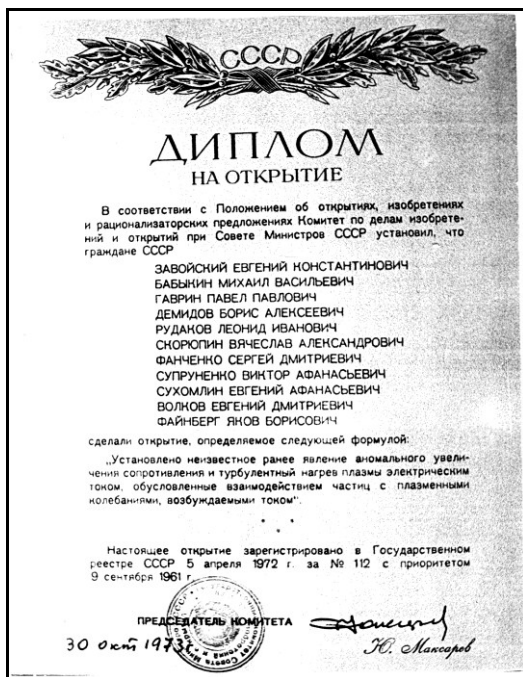 СССР
ДИПЛОМ
НА ОТКРЫТИЕ
В соответствии с Положением об открытиях, изобретениях
и рационализаторских предложениях Комитет по делам изобрете-
ний и открытий при Совете Министров СССР установил, что
граждане СССР
ЗАВОЙСКИЙ ЕВГЕНИЙ КОНСТАНТИНОВИЧ
БАБЫКИН МИХАИЛ ВАСИЛЬЕВИЧ
ГАВРИН ПАВЕЛ ПАВЛОВИЧ
ДЕМИДОВ БОРИС АЛЕКСЕЕВИЧ
РУДАКОВ ЛЕОНИД ИВАНОВИЧ
СКОРЮПИН ВЯЧЕСЛАВ АЛЕКСАНДРОВИЧ
ФАНЧЕНКО СЕРГЕЙ ДМИТРИЕВИЧ
СУПРУНЕНКО ВИКТОР АФАНАСЬЕВИЧ
СУХОМЛИН ЕВГЕНИЙ АФАНАСЬЕВИЧ
ВОЛКОВ ЕВГЕНИЙ ДМИТРИЕВИЧ
ФАЙНБЕРГ ЯКОВ БОРИСОВИЧ
сделали открытие, определяемое следующей формулой:
„Установлено неизвестное ранее явление аномального увели-
чения сопротивления и турбулентный нагрев плазмы электрическим
током, обусловленные взаимодействием частиц с плазменными
колебаниями, возбуждаемыми током".
* * *
Настоящее открытие зарегистрировано в Государственном
реестре СССР 5 апреля 1972 г. за № 112 с приоритетом
9 сентября 1961 г.
ПРЕДСЕДАТЕЛЬ КОМИТЕТА
30 окт 1973г
Ю. Максарев